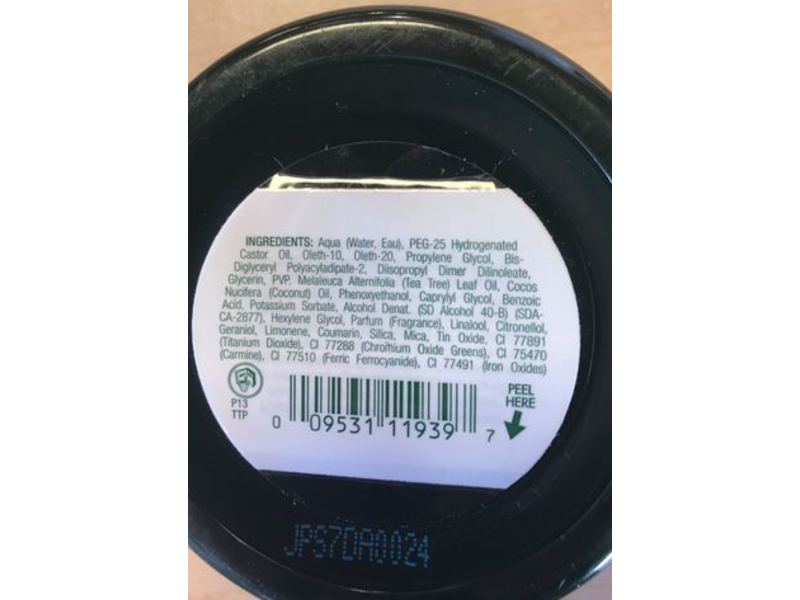 INGREDIENTS: Aqua (Water, Eau), PEG-25 Hydrogenated
Castor Oil, Oleth-10, Oleth-20, Propylene Glycol, Bis-
Diglyceryl Polyacyladipate-2, Diisopropyl Dimer Dilinoleate,
Glycerin, PVP, Melaleuca Alternifolia (Tea Tree) Leaf Oil, Cocos
Nucifera (Coconut) Oil, Phenoxyethanol, Caprylyl Glycol, Benzoic
Acid, Potassium Sorbate, Alcohol Denat. (SD Alcohol 40-B) (SDA-
CA-2877), Hexylene Glycol, Parfum (Fragrance), Linalool, Citronellol,
Geraniol, Limonene, Coumarin, Silica, Mica, Tin Oxide, CI 77891
(Titanium Dioxide), CI 77288 (Chromium Oxide Greens), CI 75470
(Carmine), CI 77510 (Ferric Ferrocyanide), CI 77491 (Iron Oxides)
P13
TTP
PEEL
HERE
0 09531 11939 7
JPS7DA0024